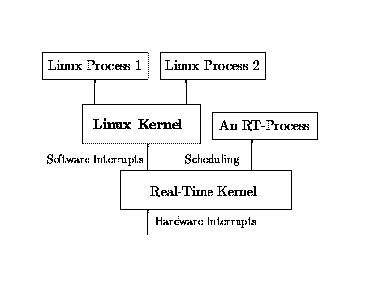 Linux Process 1
Linux Process 2
Linux Kernel
An RT-Process
Software Interrupts
Scheduling
Real-Time Kernel
Hardware Interrupts